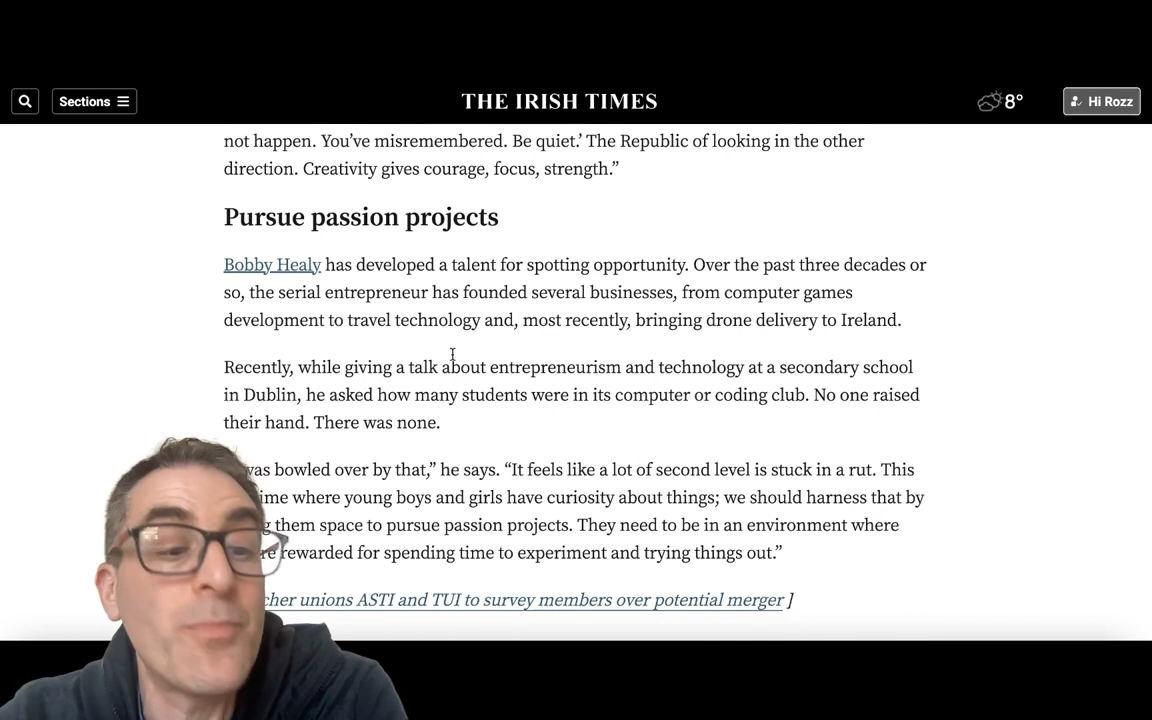 Sections
THE IRISH TIMES
8°
Hi Rozz
not happen. You’ve misremembered. Be quiet.’ The Republic of looking in the other
direction. Creativity gives courage, focus, strength.”
Pursue passion projects
Bobby Healy has developed a talent for spotting opportunity. Over the past three decades or
so, the serial entrepreneur has founded several businesses, from computer games
development to travel technology and, most recently, bringing drone delivery to Ireland.
Recently, while giving a talk about entrepreneurism and technology at a secondary school
in Dublin, he asked how many students were in its computer or coding club. No one raised
their hand. There was none.
was bowled over by that,” he says. “It feels like a lot of second level is stuck in a rut. This
where young boys and girls have curiosity about things; we should harness that by
them space to pursue passion projects. They need to be in an environment where
rewarded for spending time to experiment and trying things out.”
unions ASTI and TUI to survey members over potential merger ]